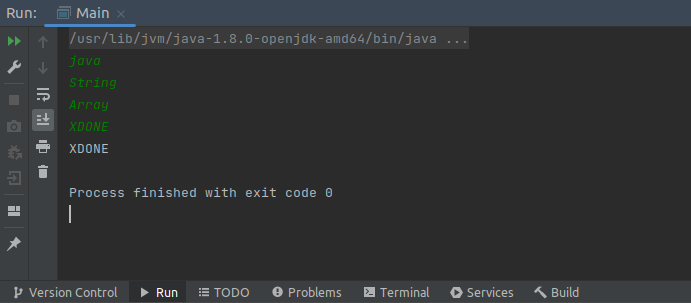 Run: Main
/usr/lib/jvm/java-1.8.0-openjdk-amd64/bin/java ...
java
String
Array
XDONE
XDONE
Process finished with exit code 0
Version Control Run TODO Problems Terminal Services Build